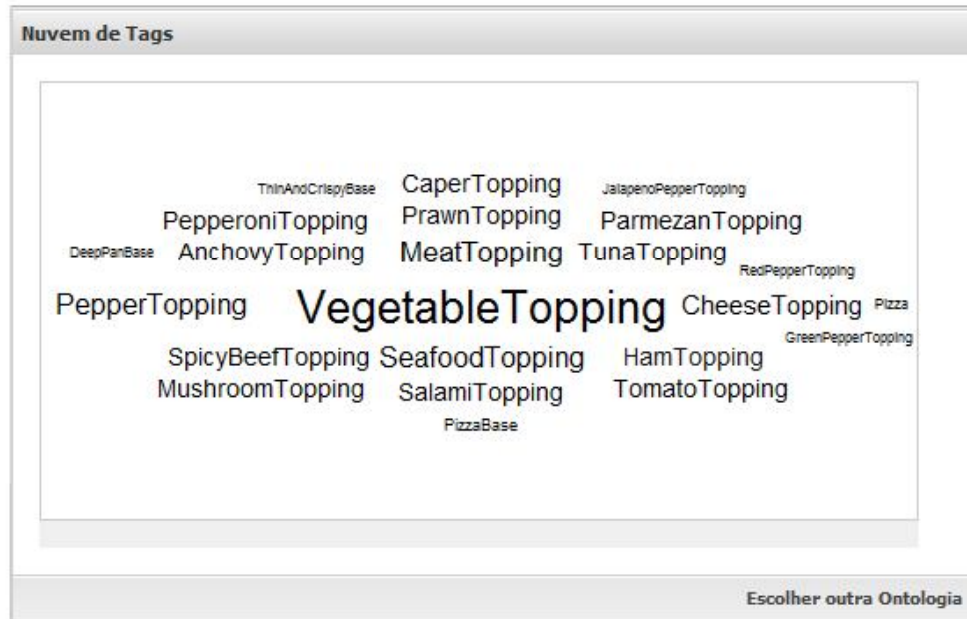 Nuvem de Tags
ThinAndCrispyBase CaperTopping JalapenoPepperTopping
PepperoniTopping PrawnTopping ParmezanTopping
DeepPanBase AnchovyTopping MeatTopping TunaTopping
RedPepperTopping
PepperTopping VegetableTopping CheeseTopping Pizza
GreenPepperTopping
SpicyBeefTopping SeafoodTopping HamTopping
MushroomTopping SalamiTopping TomatoTopping
PizzaBase
Escolher outra Ontologia